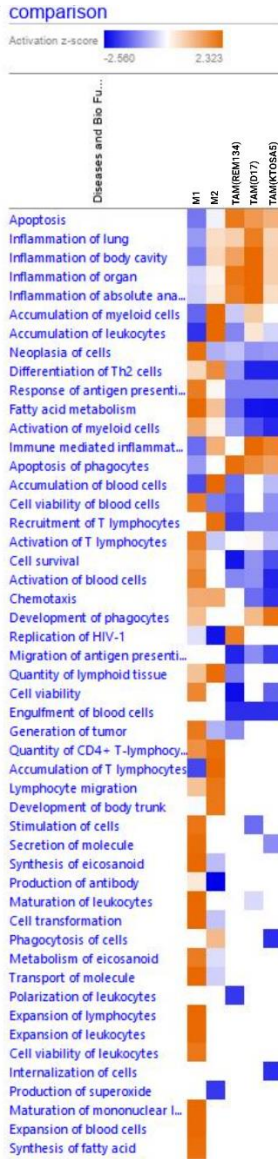 comparison
Activation z-score
-2.560 2.323
Diseases and Bio Fu...
M1
M2
TAM(REM134)
TAM(D17)
TAM(KTOSA5)
Apoptosis
Inflammation of lung
Inflammation of body cavity
Inflammation of organ
Inflammation of absolute ana...
Accumulation of myeloid cells
Accumulation of leukocytes
Neoplasia of cells
Differentiation of Th2 cells
Response of antigen presenti...
Fatty acid metabolism
Activation of myeloid cells
Immune mediated inflammat...
Apoptosis of phagocytes
Accumulation of blood cells
Cell viability of blood cells
Recruitment of T lymphocytes
Activation of T lymphocytes
Cell survival
Activation of blood cells
Chemotaxis
Development of phagocytes
Replication of HIV-1
Migration of antigen presenti...
Quantity of lymphoid tissue
Cell viability
Engulfment of blood cells
Generation of tumor
Quantity of CD4+ T-lymphocy...
Accumulation of T lymphocytes
Lymphocyte migration
Development of body trunk
Stimulation of cells
Secretion of molecule
Synthesis of eicosanoid
Production of antibody
Maturation of leukocytes
Cell transformation
Phagocytosis of cells
Metabolism of eicosanoid
Transport of molecule
Polarization of leukocytes
Expansion of lymphocytes
Expansion of leukocytes
Cell viability of leukocytes
Internalization of cells
Production of superoxide
Maturation of mononuclear l...
Expansion of blood cells
Synthesis of fatty acid